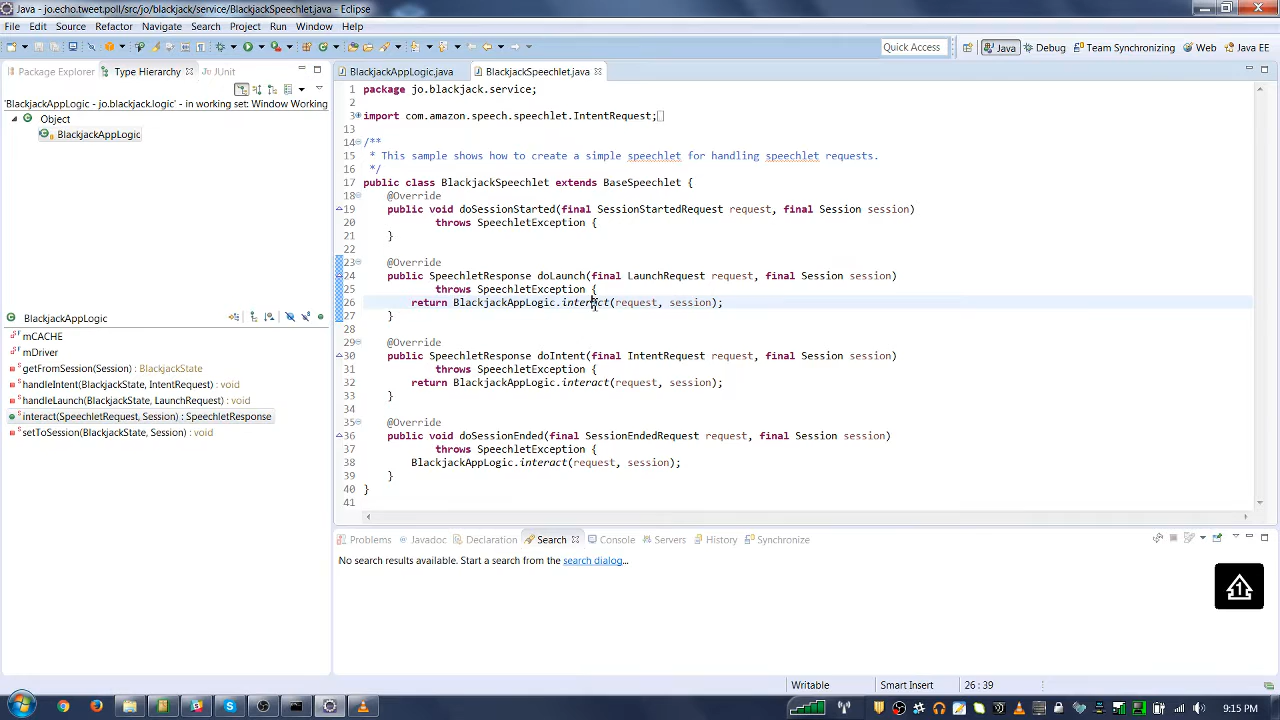 Java - jo.echo.tweet.poll/src/jo/blackjack/service/BlackjackSpeechlet.java - Eclipse
File Edit Source Refactor Navigate Search Project Run Window Help
Quick Access Java Debug Team Synchronizing Web Java EE
Package Explorer Type Hierarchy JUnit
'BlackjackAppLogic - jo.blackjack.logic' - in working set: Window Working
Object
BlackjackAppLogic
BlackjackAppLogic
mCACHE
mDriver
getFromSession(Session) : BlackjackState
handleIntent(BlackjackState, IntentRequest) : void
handleLaunch(BlackjackState, LaunchRequest) : void
interact(SpeechletRequest, Session) : SpeechletResponse
setToSession(BlackjackState, Session) : void
BlackjackAppLogic.java BlackjackSpeechlet.java
1 package jo.blackjack.service;
2
3 import com.amazon.speech.speechlet.IntentRequest;
13
14 /**
15 * This sample shows how to create a simple speechlet for handling speechlet requests.
16 */
17 public class BlackjackSpeechlet extends BaseSpeechlet {
18 @Override
19 public void doSessionStarted(final SessionStartedRequest request, final Session session)
20 throws SpeechletException {
21 }
22
23 @Override
24 public SpeechletResponse doLaunch(final LaunchRequest request, final Session session)
25 throws SpeechletException {
26 return BlackjackAppLogic.interact(request, session);
27 }
28
29 @Override
30 public SpeechletResponse doIntent(final IntentRequest request, final Session session)
31 throws SpeechletException {
32 return BlackjackAppLogic.interact(request, session);
33 }
34
35 @Override
36 public void doSessionEnded(final SessionEndedRequest request, final Session session)
37 throws SpeechletException {
38 BlackjackAppLogic.interact(request, session);
39 }
40 }
41
Problems Javadoc Declaration Search Console Servers History Synchronize
No search results available. Start a search from the search dialog...
Writable Smart Insert 26 : 39
9:15 PM